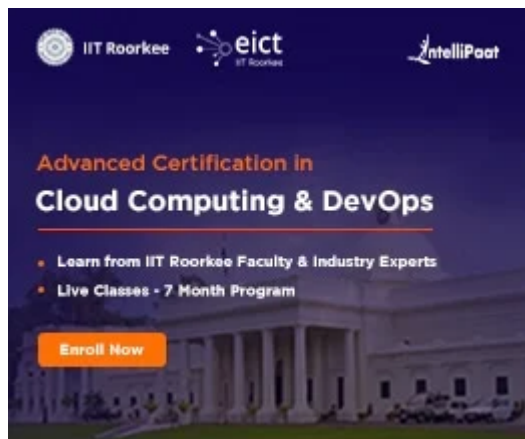 IIT Roorkee
eict
IIT Roorkee
IntelliPaat
Advanced Certification in
Cloud Computing & DevOps
Learn from IIT Roorkee Faculty & Industry Experts
Live Classes - 7 Month Program
Enroll Now